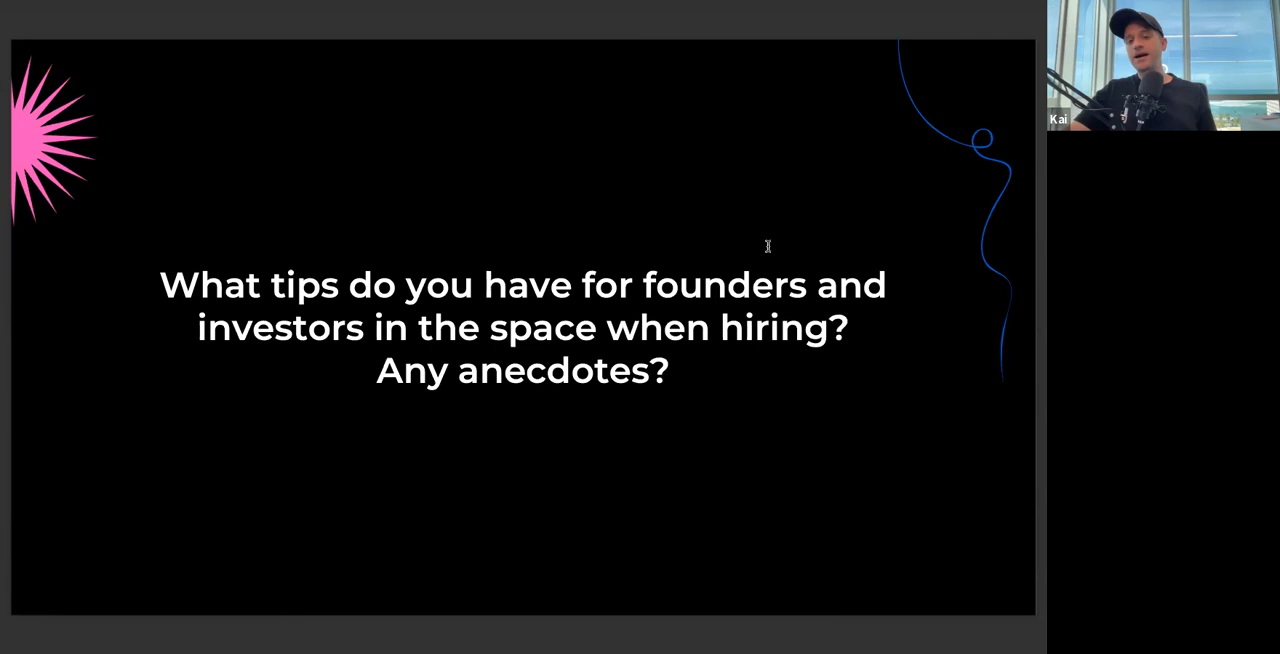 What tips do you have for founders and
investors in the space when hiring?
Any anecdotes?
Kai